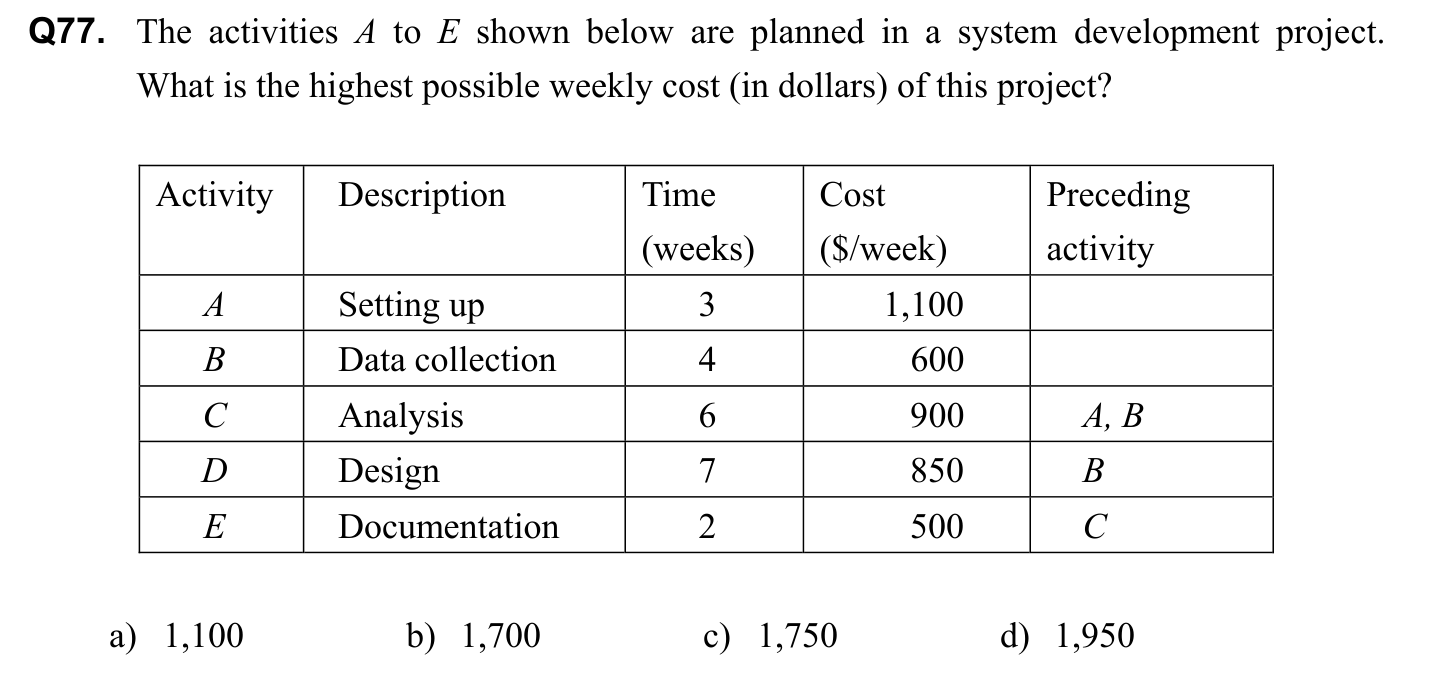 Q77. The activities A to E shown below are planned in a system development project.
What is the highest possible weekly cost (in dollars) of this project?
Activity Description Time (weeks) Cost ($/week) Preceding activity
A Setting up 3 1,100
B Data collection 4 600
C Analysis 6 900 A, B
D Design 7 850 B
E Documentation 2 500 C
a) 1,100 b) 1,700 c) 1,750 d) 1,950